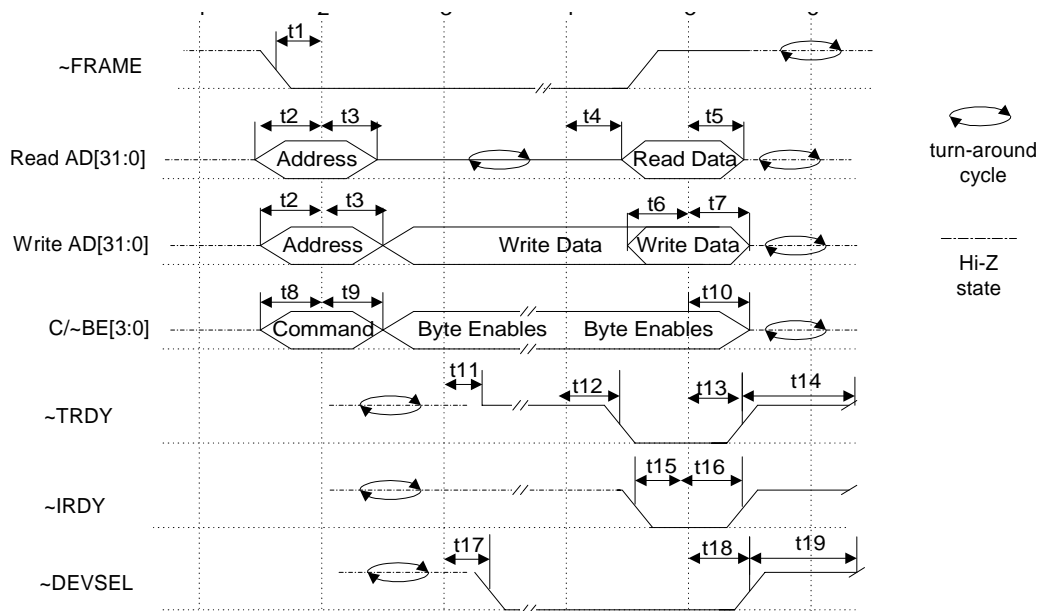 t1
~FRAME
t2 t3 t4 t5
Read AD[31:0] Address Read Data
turn-around
cycle
t2 t3 t6 t7
Write AD[31:0] Address Write Data Write Data
Hi-Z
state
t8 t9 t10
C/~BE[3:0] Command Byte Enables Byte Enables
t11 t12 t13 t14
~TRDY
t15 t16
~IRDY
t17 t18 t19
~DEVSEL